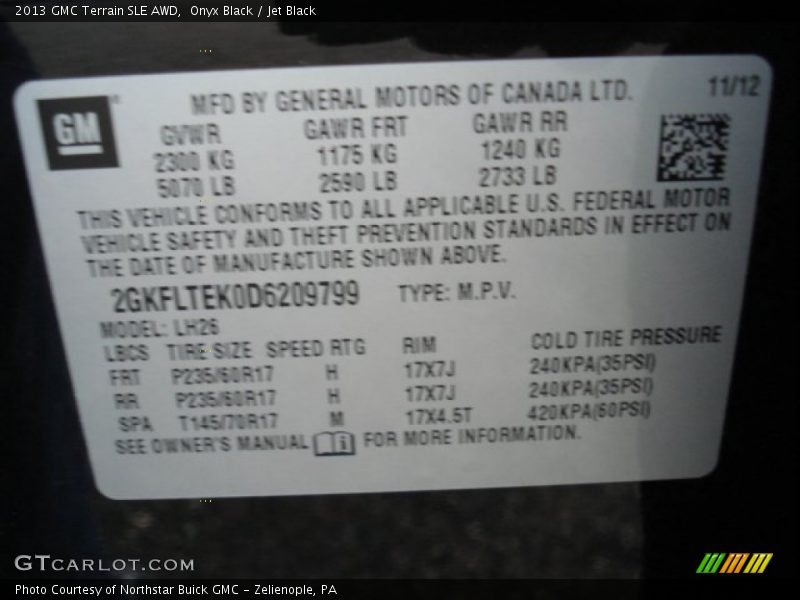 2013 GMC Terrain SLE AWD, Onyx Black / Jet Black
GM
MFD BY GENERAL MOTORS OF CANADA LTD. 11/12
GVWR GAWR FRT GAWR RR
2300 KG 1175 KG 1240 KG
5070 LB 2590 LB 2733 LB
THIS VEHICLE CONFORMS TO ALL APPLICABLE U.S. FEDERAL MOTOR
VEHICLE SAFETY AND THEFT PREVENTION STANDARDS IN EFFECT ON
THE DATE OF MANUFACTURE SHOWN ABOVE.
2GKFLTEK0D6209799 TYPE: M.P.V.
MODEL: LH26
LBCS TIRE SIZE SPEED RTG RIM COLD TIRE PRESSURE
FRT P235/60R17 H 17X7J 240KPA(35PSI)
RR P235/60R17 H 17X7J 240KPA(35PSI)
SPA T145/70R17 M 17X4.5T 420KPA(60PSI)
SEE OWNER'S MANUAL FOR MORE INFORMATION.
GTCARLOT.COM
Photo Courtesy of Northstar Buick GMC - Zelienople, PA